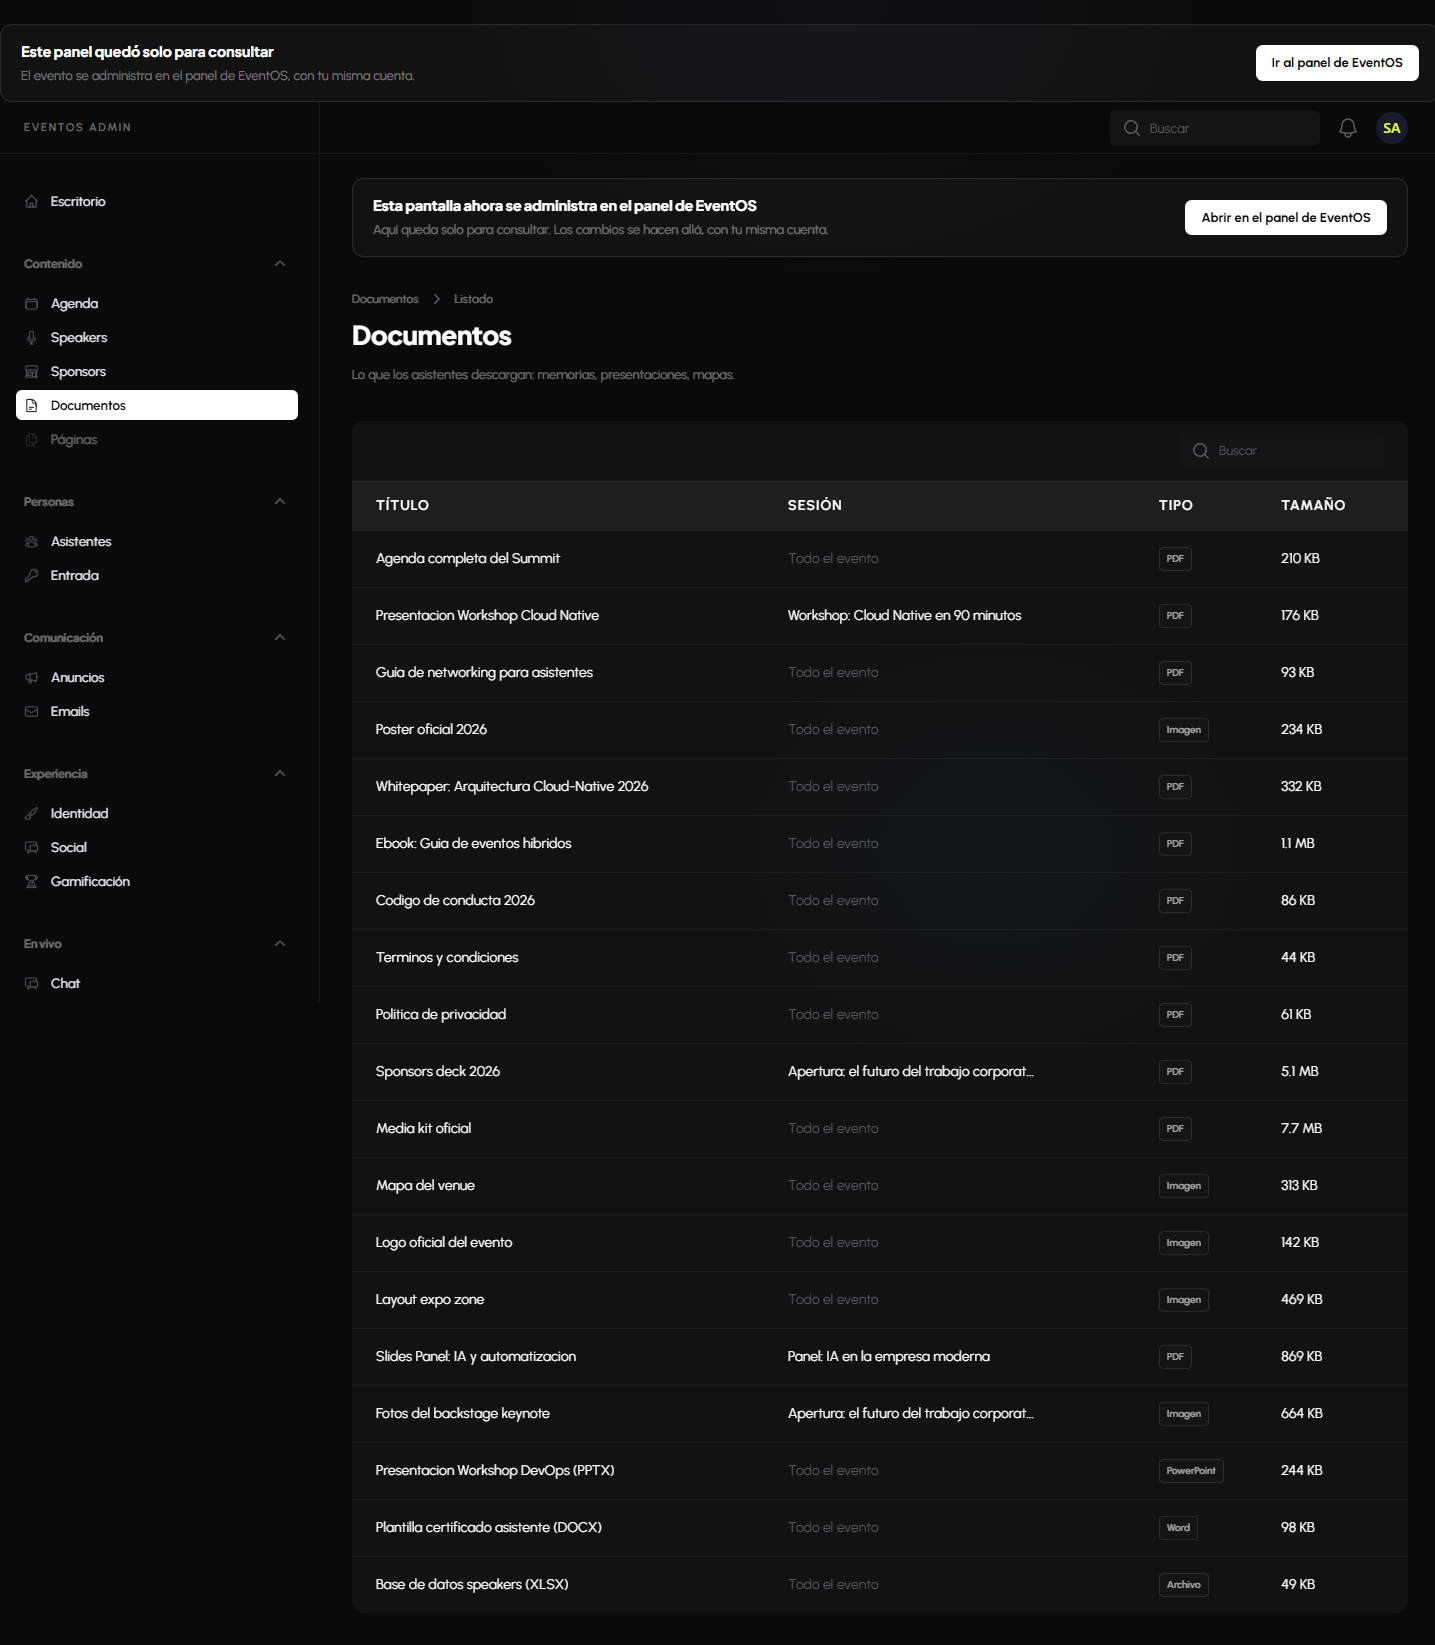 Este panel quedó solo para consultar
El evento se administra en el panel de EventOS, con tu misma cuenta.
Ir al panel de EventOS
EVENTOS ADMIN
Buscar
SA
Escritorio
Contenido
Agenda
Speakers
Sponsors
Documentos
Páginas
Personas
Asistentes
Entrada
Comunicación
Anuncios
Emails
Experiencia
Identidad
Social
Gamificación
En vivo
Chat
Esta pantalla ahora se administra en el panel de EventOS
Aquí queda solo para consultar. Los cambios se hacen allá, con tu misma cuenta.
Abrir en el panel de EventOS
Documentos > Listado
Documentos
Lo que los asistentes descargan: memorias, presentaciones, mapas.
Buscar
TÍTULO SESIÓN TIPO TAMAÑO
Agenda completa del Summit Todo el evento PDF 210 KB
Presentacion Workshop Cloud Native Workshop: Cloud Native en 90 minutos PDF 176 KB
Guía de networking para asistentes Todo el evento PDF 93 KB
Poster oficial 2026 Todo el evento Imagen 234 KB
Whitepaper: Arquitectura Cloud-Native 2026 Todo el evento PDF 332 KB
Ebook: Guia de eventos hibridos Todo el evento PDF 1.1 MB
Codigo de conducta 2026 Todo el evento PDF 86 KB
Terminos y condiciones Todo el evento PDF 44 KB
Politica de privacidad Todo el evento PDF 61 KB
Sponsors deck 2026 Apertura: el futuro del trabajo corporat... PDF 5.1 MB
Media kit oficial Todo el evento PDF 7.7 MB
Mapa del venue Todo el evento Imagen 313 KB
Logo oficial del evento Todo el evento Imagen 142 KB
Layout expo zone Todo el evento Imagen 469 KB
Slides Panel: IA y automatizacion Panel: IA en la empresa moderna PDF 869 KB
Fotos del backstage keynote Apertura: el futuro del trabajo corporat... Imagen 664 KB
Presentacion Workshop DevOps (PPTX) Todo el evento PowerPoint 244 KB
Plantilla certificado asistente (DOCX) Todo el evento Word 98 KB
Base de datos speakers (XLSX) Todo el evento Archivo 49 KB